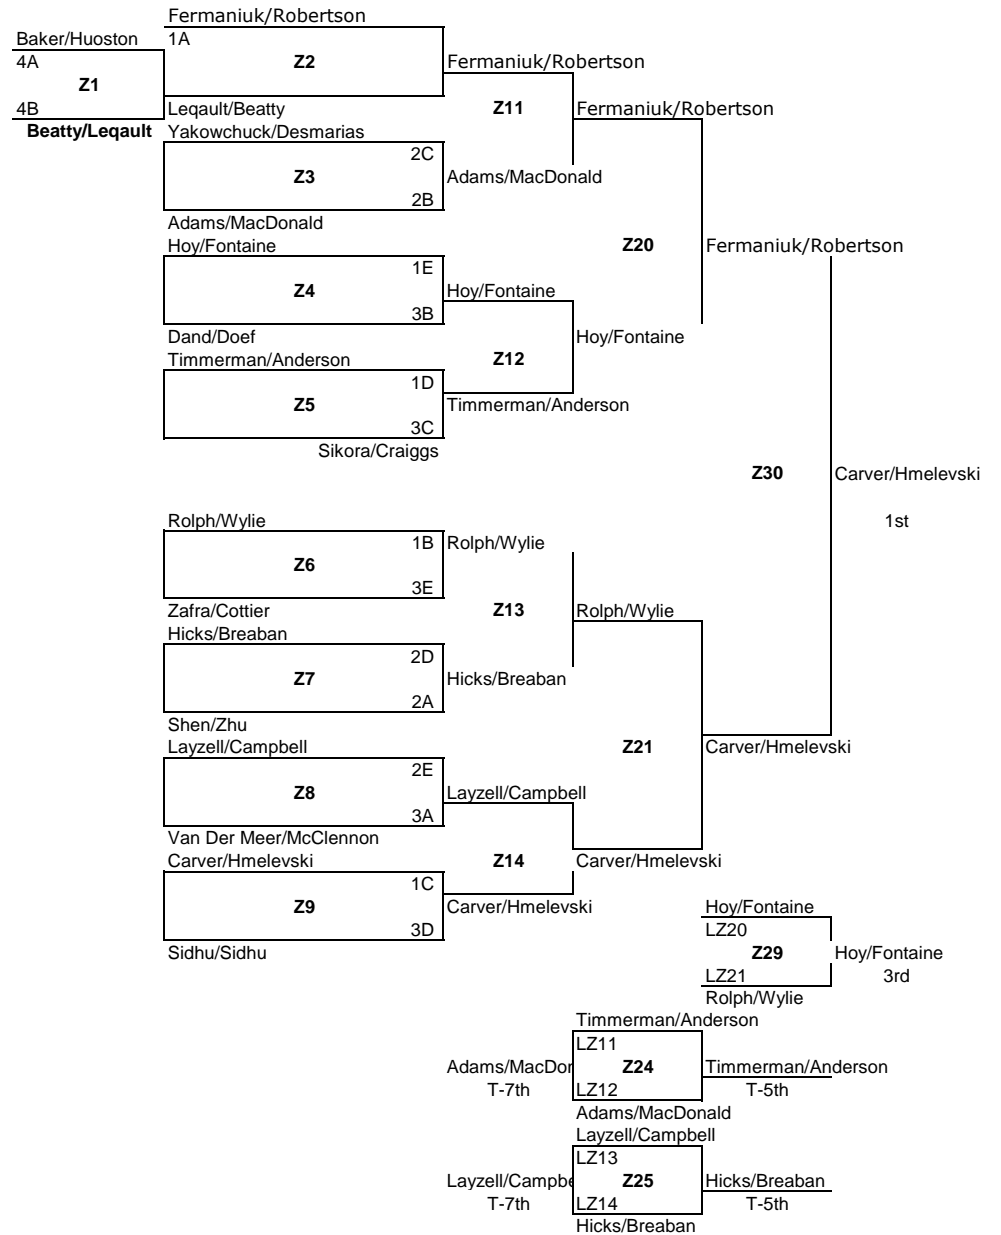 Fermaniuk/Robertson
Baker/Huoston 1A
4A Z2 Fermaniuk/Robertson
Z1
4B Leqault/Beatty Z11 Fermaniuk/Robertson
Beatty/Leqault Yakowchuck/Desmarias
2C
Z3 Adams/MacDonald
2B
Adams/MacDonald
Hoy/Fontaine Z20 Fermaniuk/Robertson
1E
Z4 Hoy/Fontaine
3B
Dand/Doef Hoy/Fontaine
Timmerman/Anderson Z12
1D
Z5 Timmerman/Anderson
3C
Sikora/Craiggs
Z30 Carver/Hmelevski
Rolph/Wylie 1st
1B Rolph/Wylie
Z6
3E
Zafra/Cottier Z13 Rolph/Wylie
Hicks/Breaban
2D
Z7 Hicks/Breaban
2A
Shen/Zhu
Layzell/Campbell Z21 Carver/Hmelevski
2E
Z8 Layzell/Campbell
3A
Van Der Meer/McClennon
Carver/Hmelevski Z14 Carver/Hmelevski
1C
Z9 Carver/Hmelevski Hoy/Fontaine
3D LZ20
Sidhu/Sidhu Z29 Hoy/Fontaine
LZ21 3rd
Rolph/Wylie
Timmerman/Anderson
LZ11
Adams/MacDor Z24 Timmerman/Anderson
T-7th LZ12 T-5th
Adams/MacDonald
Layzell/Campbell
LZ13
Layzell/Campbe Z25 Hicks/Breaban
T-7th LZ14 T-5th
Hicks/Breaban